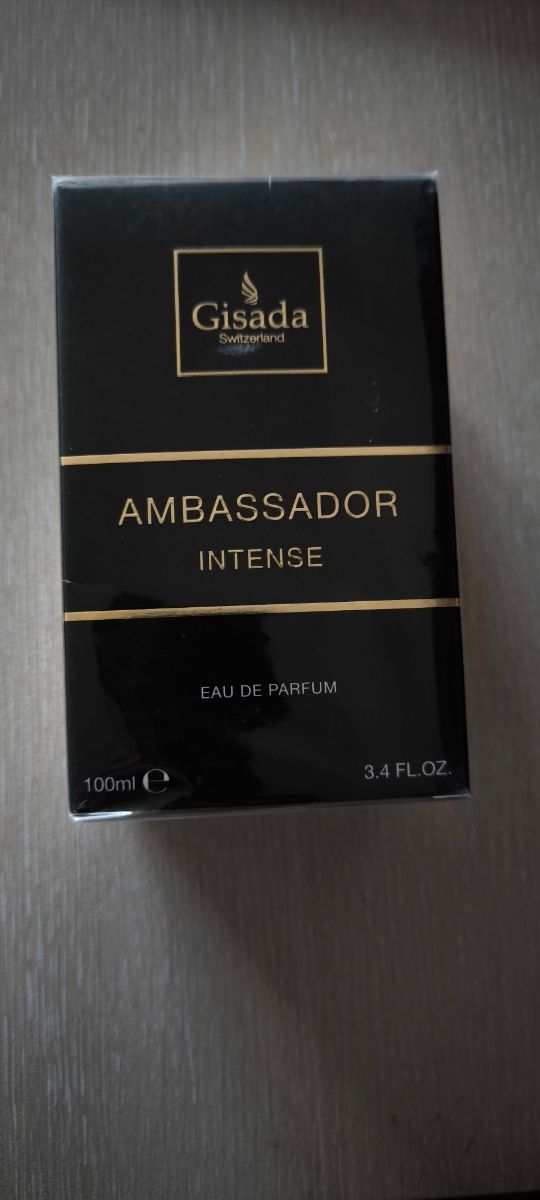 Gisada
Switzerland
AMBASSADOR
INTENSE
EAU DE PARFUM
100ml ℮
3.4 FL.OZ.